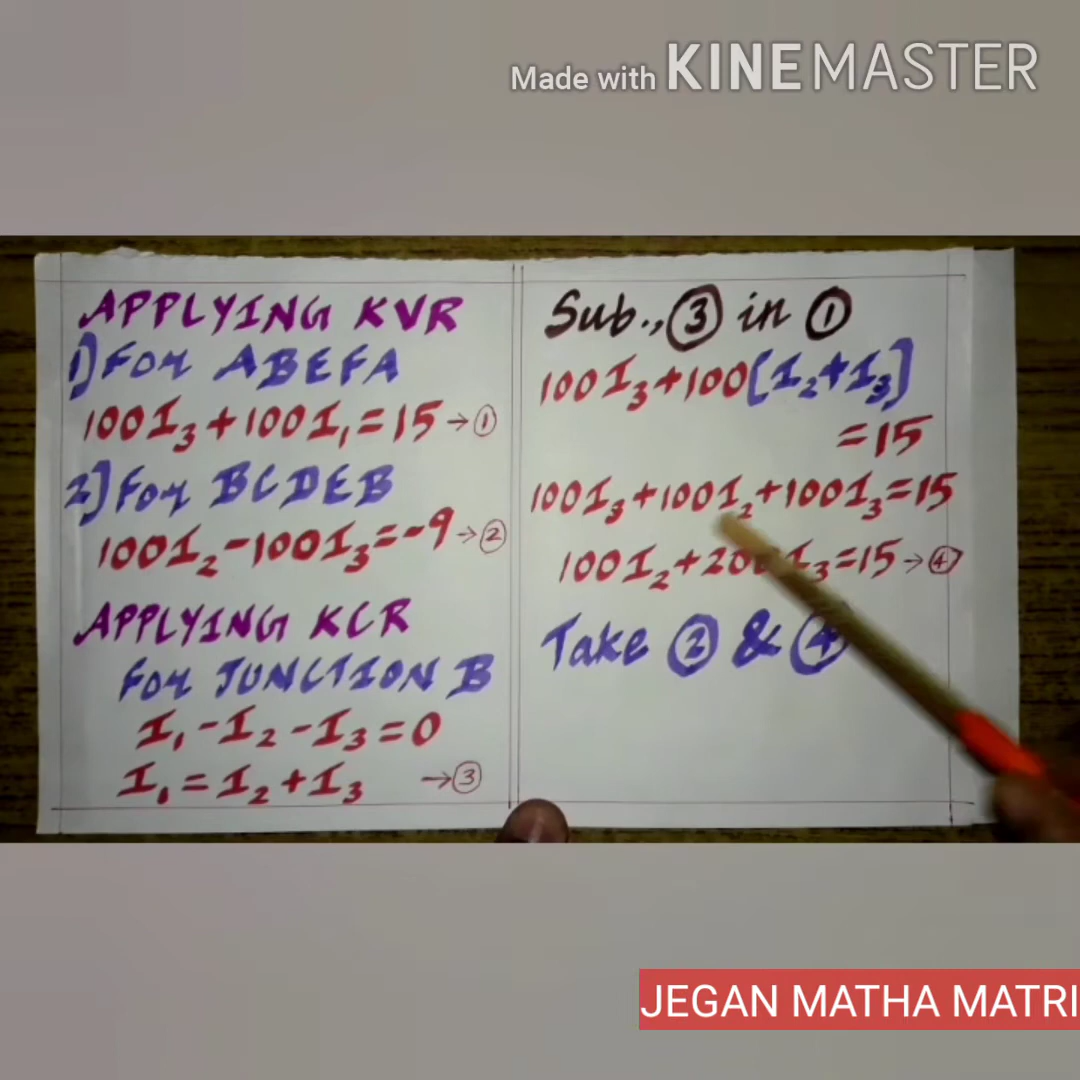 Made with KINEMASTER
APPLYING KVR
1) For ABEFA
100I₃ + 100I₁ = 15 → ①
2) For BCDEB
100I₂ - 100I₃ = -9 → ②
APPLYING KCR
For JUNCTION B
I₁ - I₂ - I₃ = 0
I₁ = I₂ + I₃ → ③
Sub., ③ in ①
100I₃ + 100[I₂ + I₃]
= 15
100I₃ + 100I₂ + 100I₃ = 15
100I₂ + 200I₃ = 15 → ④
Take ② & ④
JEGAN MATHA MATRI